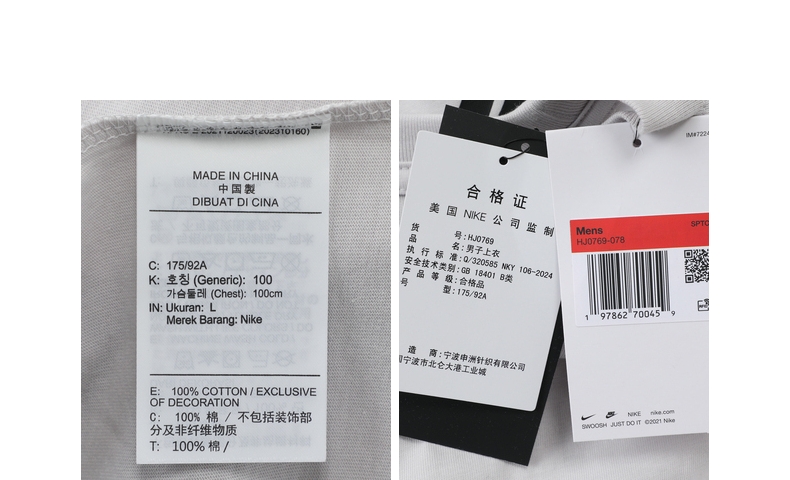 MADE IN CHINA
中国製
DIBUAT DI CINA
C: 175/92A
K: 호칭 (Generic): 100
가슴둘레 (Chest): 100cm
IN: Ukuran: L
Merek Barang: Nike
E: 100% COTTON / EXCLUSIVE
OF DECORATION
C: 100% 棉 / 不包括装饰部
分及非纤维物质
T: 100% 棉 /
合格证
美国 NIKE 公司监制
货号:HJ0769
品名:男子上衣
执行标准:Q/320585 NKY 106-2024
安全技术类别:GB 18401 B类
产品等级:合格品
号型:175/92A
造商:宁波申洲针织有限公司
宁波市北仑大港工业城
IM#7224
SPTC
Mens
HJ0769-078
1 97862 70045 9
NIKE nike.com
SWOOSH JUST DO IT ©2021 Nike